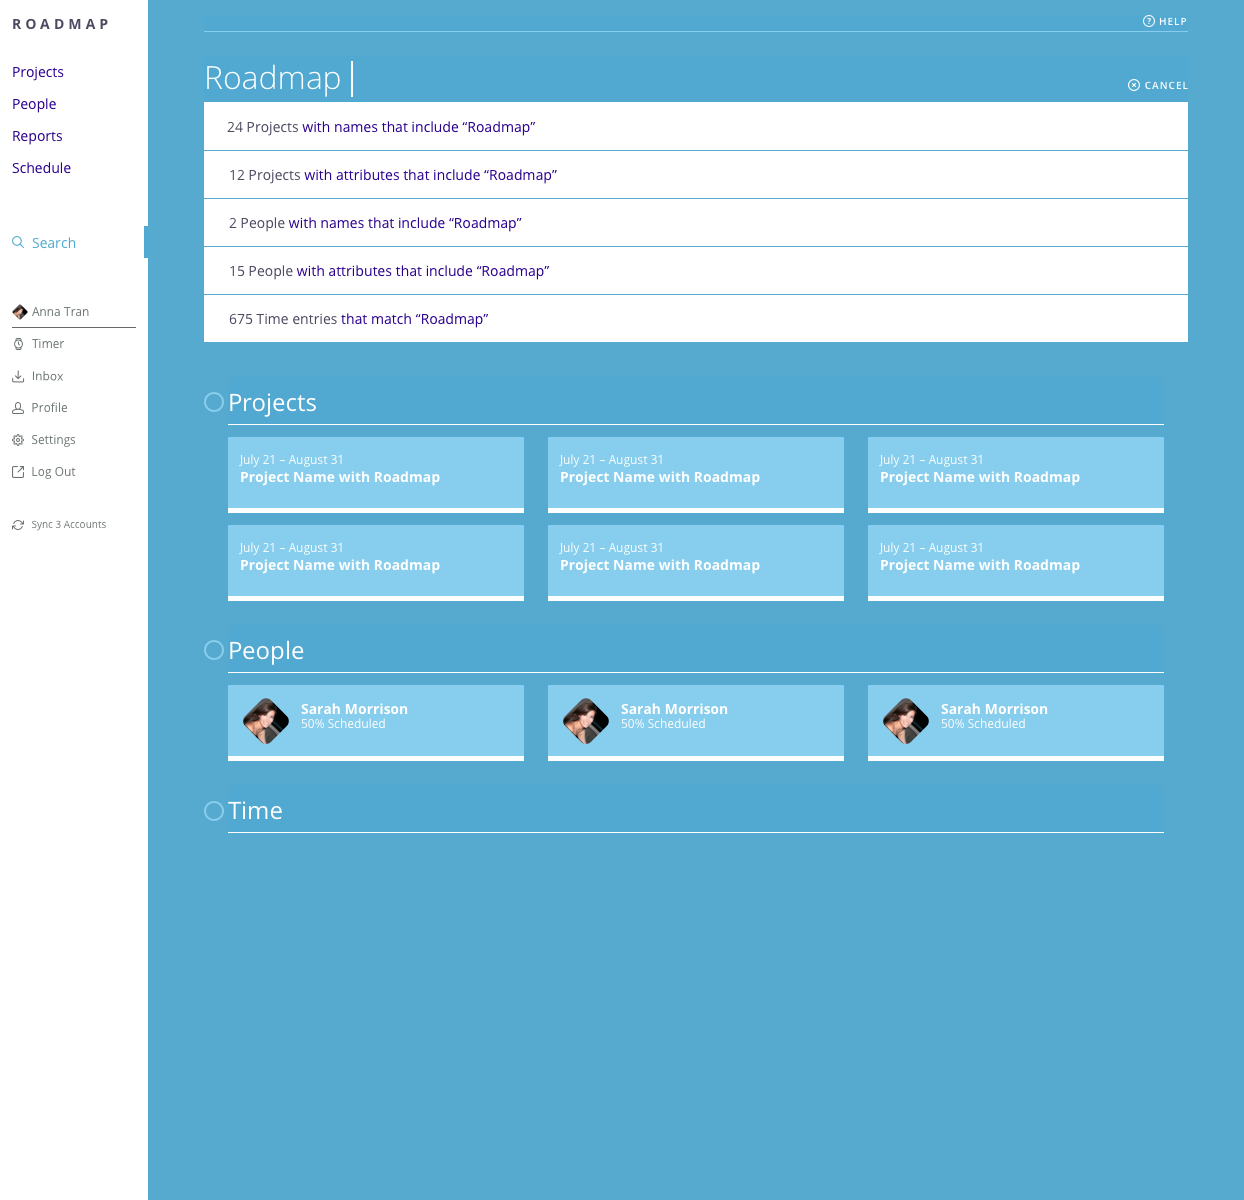 ROADMAP
Projects
People
Reports
Schedule
Search
Anna Tran
Timer
Inbox
Profile
Settings
Log Out
Sync 3 Accounts
HELP
Roadmap
CANCEL
24 Projects with names that include “Roadmap”
12 Projects with attributes that include “Roadmap”
2 People with names that include “Roadmap”
15 People with attributes that include “Roadmap”
675 Time entries that match “Roadmap”
Projects
July 21 – August 31
Project Name with Roadmap
July 21 – August 31
Project Name with Roadmap
July 21 – August 31
Project Name with Roadmap
July 21 – August 31
Project Name with Roadmap
July 21 – August 31
Project Name with Roadmap
July 21 – August 31
Project Name with Roadmap
People
Sarah Morrison
50% Scheduled
Sarah Morrison
50% Scheduled
Sarah Morrison
50% Scheduled
Time